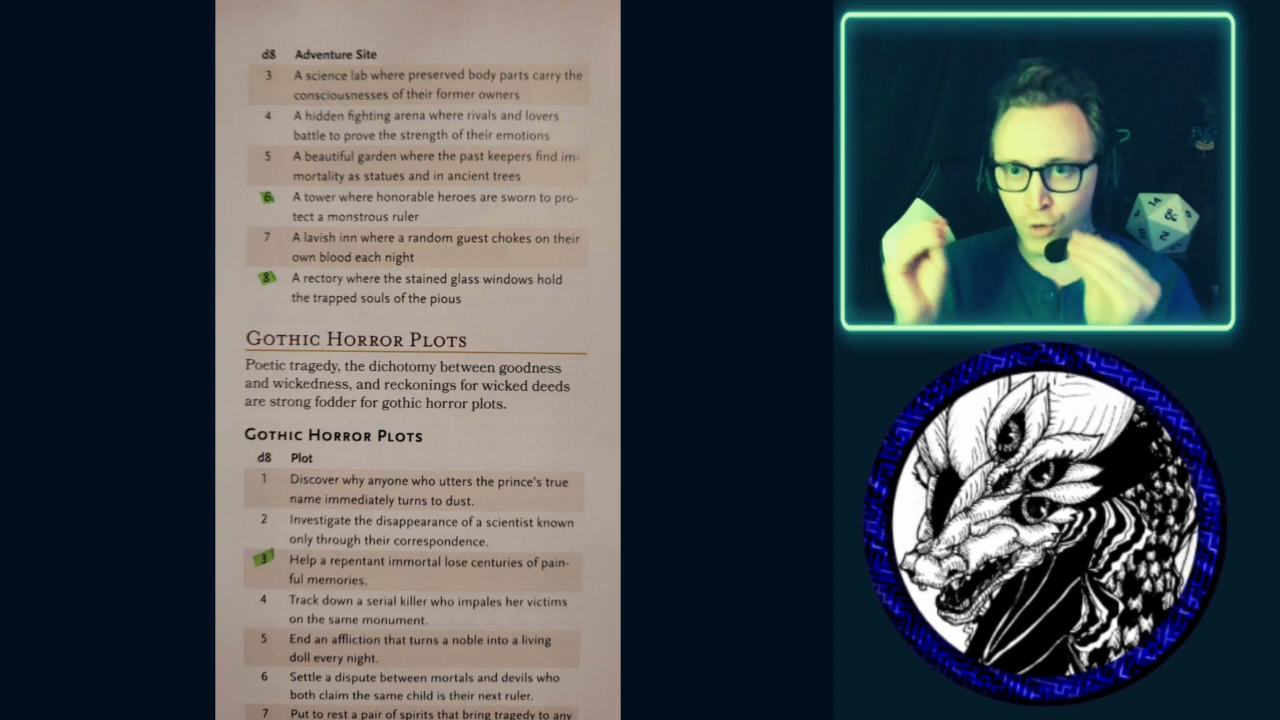 d8 Adventure Site
3 A science lab where preserved body parts carry the
consciousnesses of their former owners
4 A hidden fighting arena where rivals and lovers
battle to prove the strength of their emotions
5 A beautiful garden where the past keepers find im-
mortality as statues and in ancient trees
6 A tower where honorable heroes are sworn to pro-
tect a monstrous ruler
7 A lavish inn where a random guest chokes on their
own blood each night
8 A rectory where the stained glass windows hold
the trapped souls of the pious
GOTHIC HORROR PLOTS
Poetic tragedy, the dichotomy between goodness
and wickedness, and reckonings for wicked deeds
are strong fodder for gothic horror plots.
GOTHIC HORROR PLOTS
d8 Plot
1 Discover why anyone who utters the prince's true
name immediately turns to dust.
2 Investigate the disappearance of a scientist known
only through their correspondence.
3 Help a repentant immortal lose centuries of pain-
ful memories.
4 Track down a serial killer who impales her victims
on the same monument.
5 End an affliction that turns a noble into a living
doll every night.
6 Settle a dispute between mortals and devils who
both claim the same child is their next ruler.
7 Put to rest a pair of spirits that bring tragedy to any
14
2